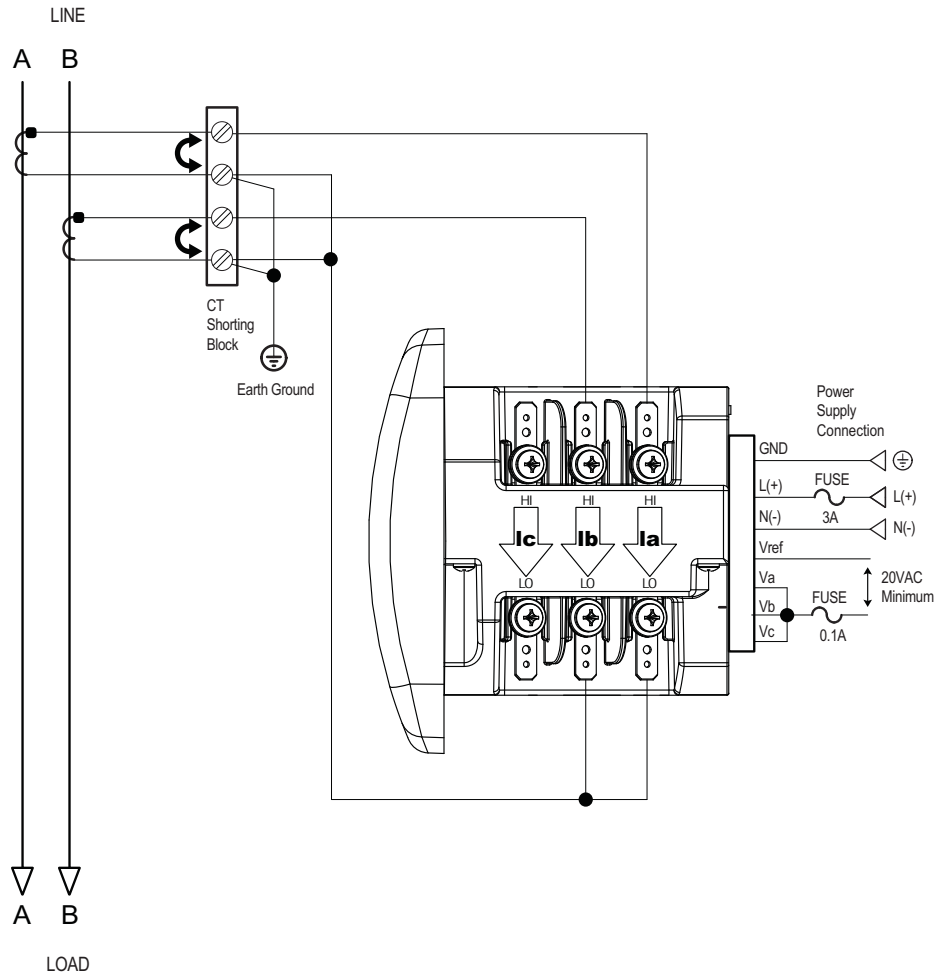 LINE
A B
CT
Shorting
Block
Earth Ground
Power
Supply
Connection
GND
L(+) FUSE L(+)
3A
N(-) N(-)
Vref
HI HI HI
Ic Ib Ia
LO LO LO
Va
Vb
Vc
FUSE
0.1A
20VAC
Minimum
A B
LOAD